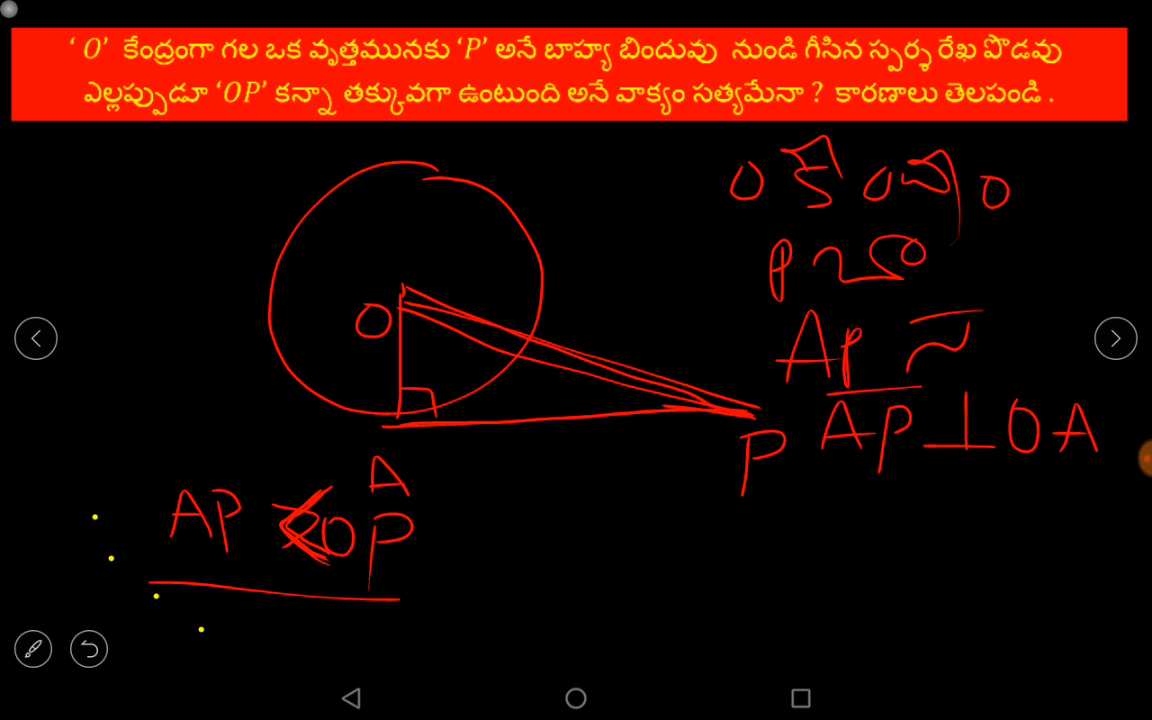 ‘ O’ కేంద్రంగా గల ఒక వృత్తమునకు ‘P’ అనే బాహ్య బిందువు నుండి గీసిన స్పర్శ రేఖ పొడవు
ఎల్లప్పుడూ ‘OP’ కన్నా తక్కువగా ఉంటుంది అనే వాక్యం సత్యమేనా ? కారణాలు తెలపండి .
O
P
A
AP
AP ⊥ OA
AP < OP